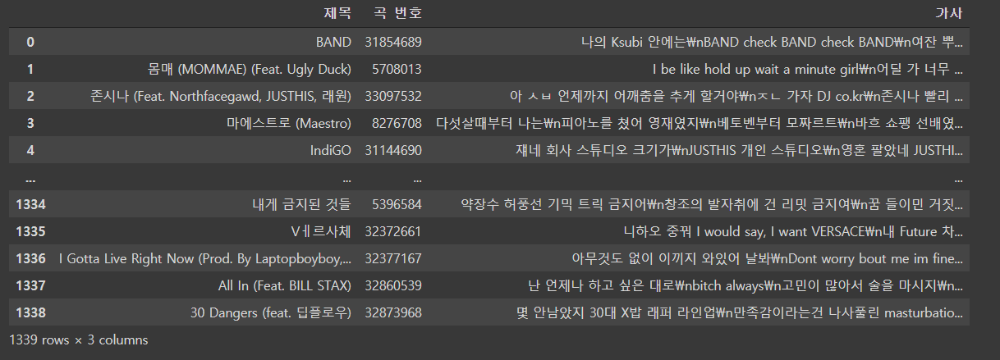 제목 곡 번호 가사
0 BAND 31854689 나의 Ksubi 안에는₩nBAND check BAND check BAND₩n여잔 뿌...
1 몸매 (MOMMAE) (Feat. Ugly Duck) 5708013 I be like hold up wait a minute girl₩n어딜 가 너무 ...
2 존시나 (Feat. Northfacegawd, JUSTHIS, 래원) 33097532 아 ㅅㅂ 언제까지 어깨춤을 추게 할거야₩nㅈㄴ 가자 DJ co.kr₩n존시나 빨리 ...
3 마에스트로 (Maestro) 8276708 다섯살때부터 나는₩n피아노를 쳤어 영재였지₩n베토벤부터 모짜르트₩n바흐 쇼팽 선배였...
4 IndiGO 31144690 쟤네 회사 스튜디오 크기가₩nJUSTHIS 개인 스튜디오₩n영혼 팔았네 JUSTHI...
... ... ... ...
1334 내게 금지된 것들 5396584 약장수 허풍선 기믹 트릭 금지어₩n창조의 발자취에 건 리밋 금지여₩n꿈 들이민 거짓...
1335 Vㅔ르사체 32372661 니하오 중꿔 I would say, I want VERSACE₩n내 Future 차...
1336 I Gotta Live Right Now (Prod. By Laptopboyboy,... 32377167 아무것도 없이 이끼지 와있어 날봐₩nDont worry bout me im fine...
1337 All In (Feat. BILL STAX) 32860539 난 언제나 하고 싶은 대로₩nbitch always₩n고민이 많아서 술을 마시지₩n...
1338 30 Dangers (feat. 딥플로우) 32873968 몇 안남았지 30대 X밥 래퍼 라인업₩n만족감이라는건 나사풀린 masturbatio...
1339 rows × 3 columns